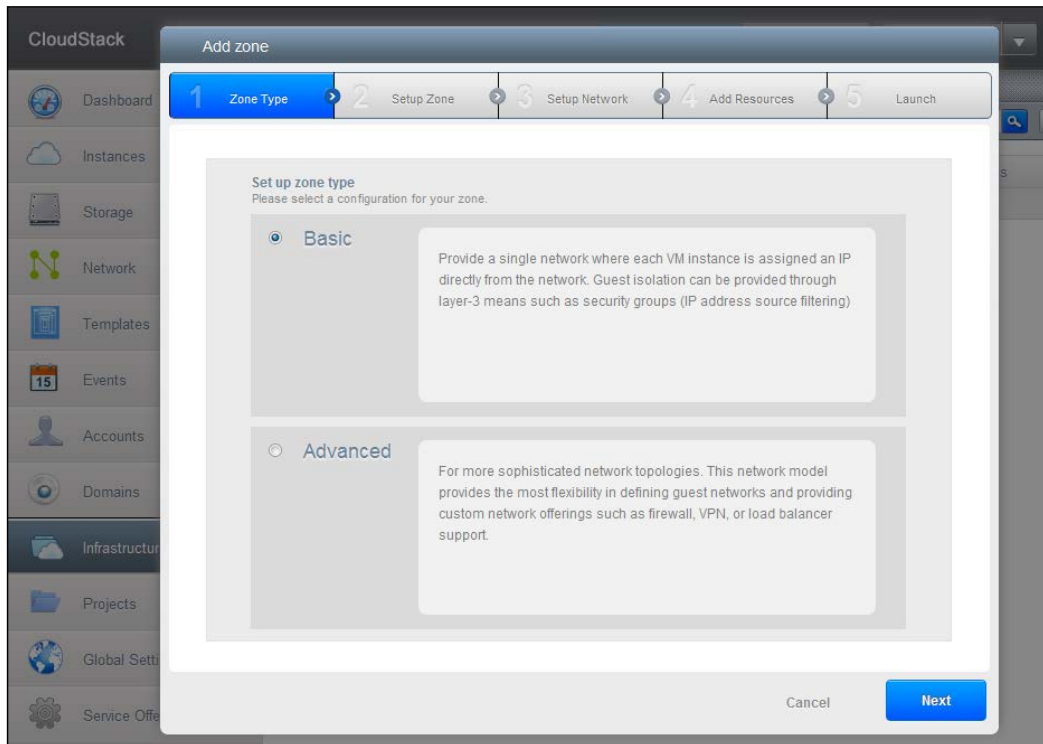 CloudStack
Add zone
1 Zone Type
2 Setup Zone
3 Setup Network
4 Add Resources
5 Launch
Dashboard
Instances
Storage
Network
Templates
15 Events
Accounts
Domains
Infrastructur
Projects
Global Setti
Service Offe
s
Set up zone type
Please select a configuration for your zone.
Basic
Provide a single network where each VM instance is assigned an IP
directly from the network. Guest isolation can be provided through
layer-3 means such as security groups (IP address source filtering)
Advanced
For more sophisticated network topologies. This network model
provides the most flexibility in defining guest networks and providing
custom network offerings such as firewall, VPN, or load balancer
support.
Cancel
Next